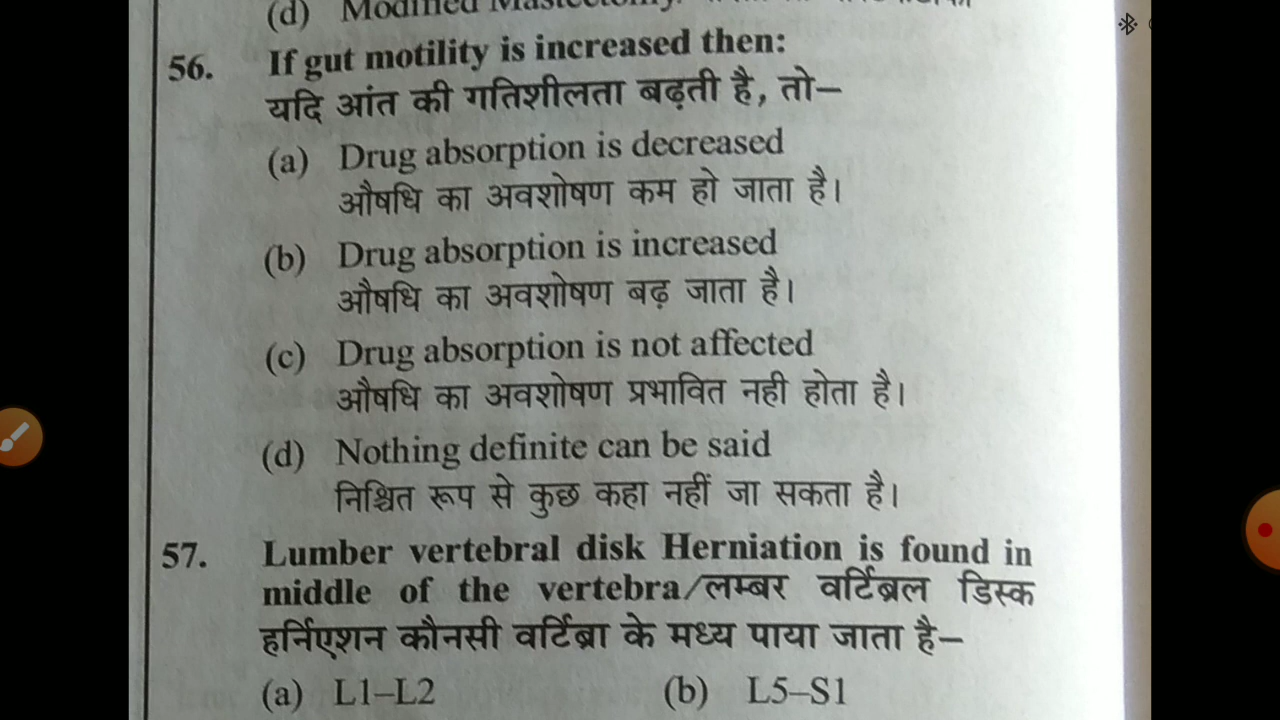 (d) Modified Mastectomy.
56. If gut motility is increased then:
यदि आंत की गतिशीलता बढ़ती है, तो–
(a) Drug absorption is decreased
औषधि का अवशोषण कम हो जाता है।
(b) Drug absorption is increased
औषधि का अवशोषण बढ़ जाता है।
(c) Drug absorption is not affected
औषधि का अवशोषण प्रभावित नही होता है।
(d) Nothing definite can be said
निश्चित रूप से कुछ कहा नहीं जा सकता है।
57. Lumber vertebral disk Herniation is found in
middle of the vertebra/लम्बर वर्टिब्रल डिस्क
हर्निएशन कौनसी वर्टिब्रा के मध्य पाया जाता है–
(a) L1–L2 (b) L5–S1